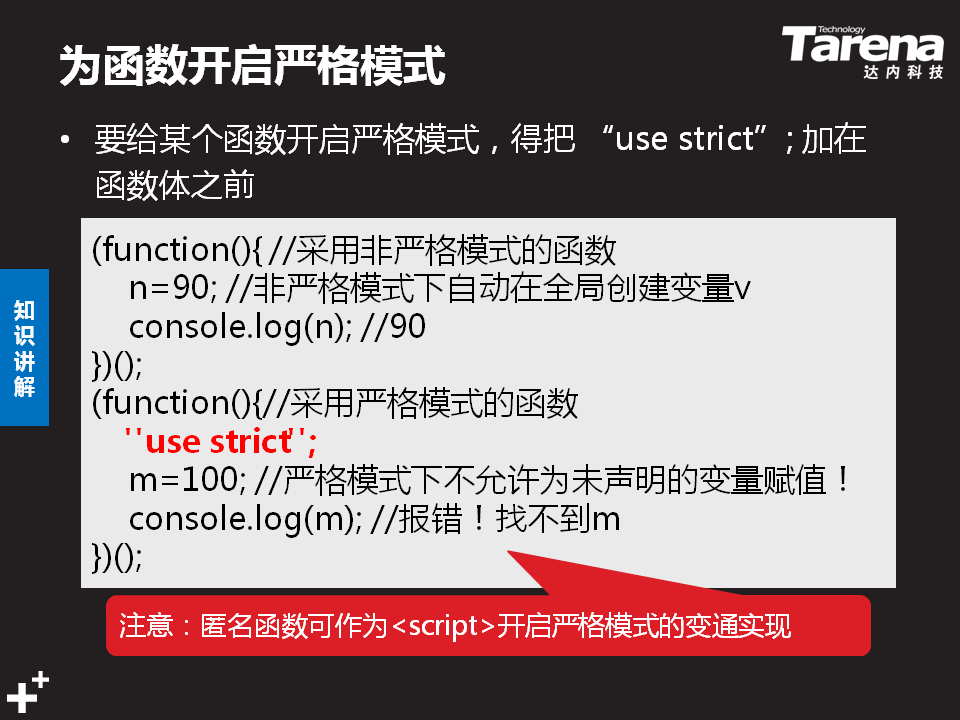 为函数开启严格模式
Technology
Tarena
达内科技
• 要给某个函数开启严格模式，得把 “use strict”; 加在
函数体之前
(function(){ //采用非严格模式的函数
n=90; //非严格模式下自动在全局创建变量v
console.log(n); //90
})();
(function(){//采用严格模式的函数
''use strict'';
m=100; //严格模式下不允许为未声明的变量赋值！
console.log(m); //报错！找不到m
})();
知识讲解
注意：匿名函数可作为<script>开启严格模式的变通实现